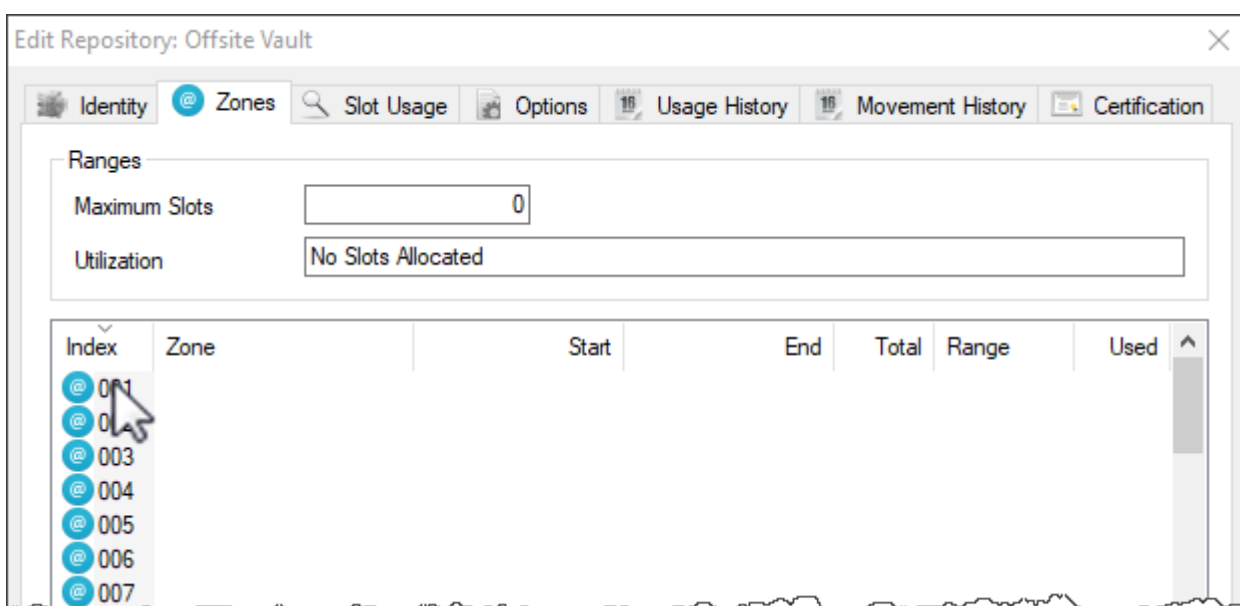 Edit Repository: Offsite Vault
Identity Zones Slot Usage Options Usage History Movement History Certification
Ranges
Maximum Slots 0
Utilization No Slots Allocated
Index Zone Start End Total Range Used
001
003
004
005
006
007